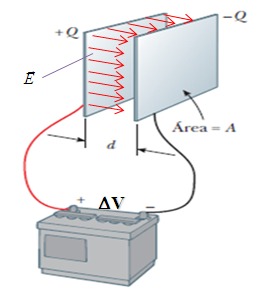 +Q
−Q
E⃗
Área = A
d
+ ΔV −